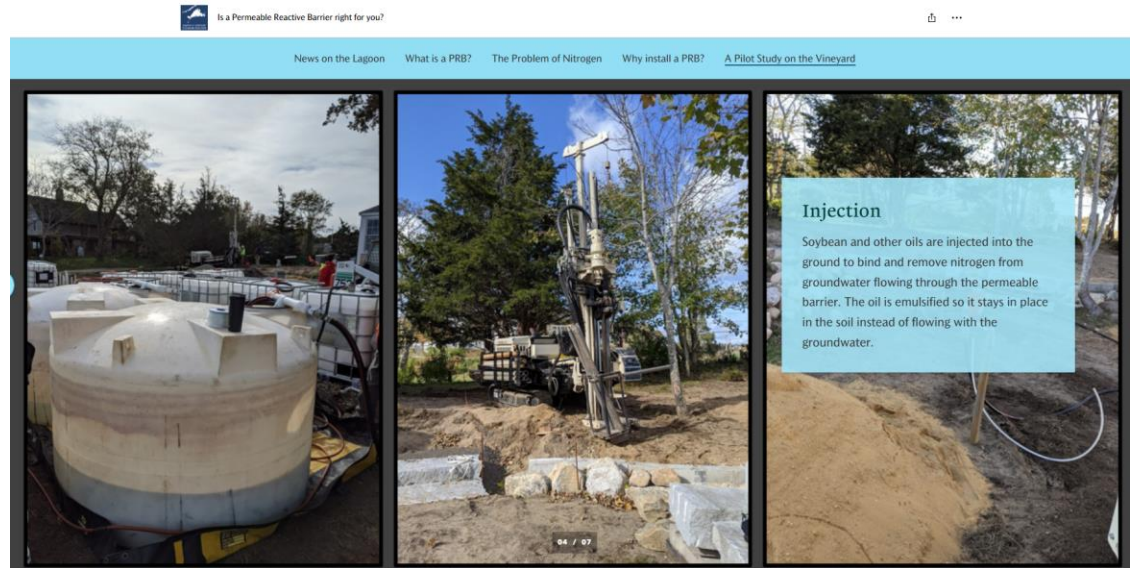 Is a Permeable Reactive Barrier right for you?
News on the Lagoon
What is a PRB?
The Problem of Nitrogen
Why install a PRB?
A Pilot Study on the Vineyard
Injection
Soybean and other oils are injected into the
ground to bind and remove nitrogen from
groundwater flowing through the permeable
barrier. The oil is emulsified so it stays in place
in the soil instead of flowing with the
groundwater.
04 / 07